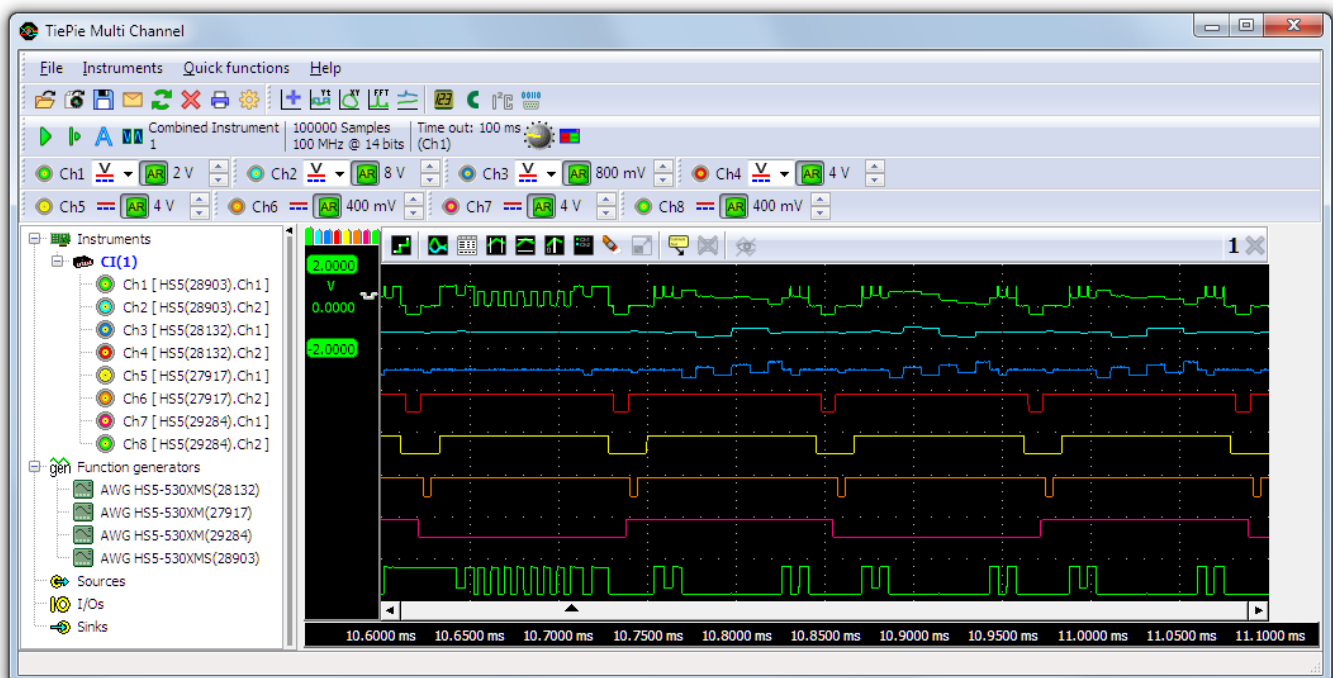 TiePie Multi Channel
File Instruments Quick functions Help
Yt XY FFT 123 I²C 00110
A Combined Instrument 1 100000 Samples 100 MHz @ 14 bits Time out: 100 ms (Ch1)
Ch1 V AR 2 V Ch2 V AR 8 V Ch3 V AR 800 mV Ch4 V AR 4 V
Ch5 AR 4 V Ch6 AR 400 mV Ch7 AR 4 V Ch8 AR 400 mV
Instruments
CI(1)
Ch1 [ HS5(28903).Ch1 ]
Ch2 [ HS5(28903).Ch2 ]
Ch3 [ HS5(28132).Ch1 ]
Ch4 [ HS5(28132).Ch2 ]
Ch5 [ HS5(27917).Ch1 ]
Ch6 [ HS5(27917).Ch2 ]
Ch7 [ HS5(29284).Ch1 ]
Ch8 [ HS5(29284).Ch2 ]
gen Function generators
AWG HS5-530XMS(28132)
AWG HS5-530XM(27917)
AWG HS5-530XM(29284)
AWG HS5-530XMS(28903)
Sources
I/Os
Sinks
1
2.0000
V
0.0000
-2.0000
10.6000 ms 10.6500 ms 10.7000 ms 10.7500 ms 10.8000 ms 10.8500 ms 10.9000 ms 10.9500 ms 11.0000 ms 11.0500 ms 11.1000 ms